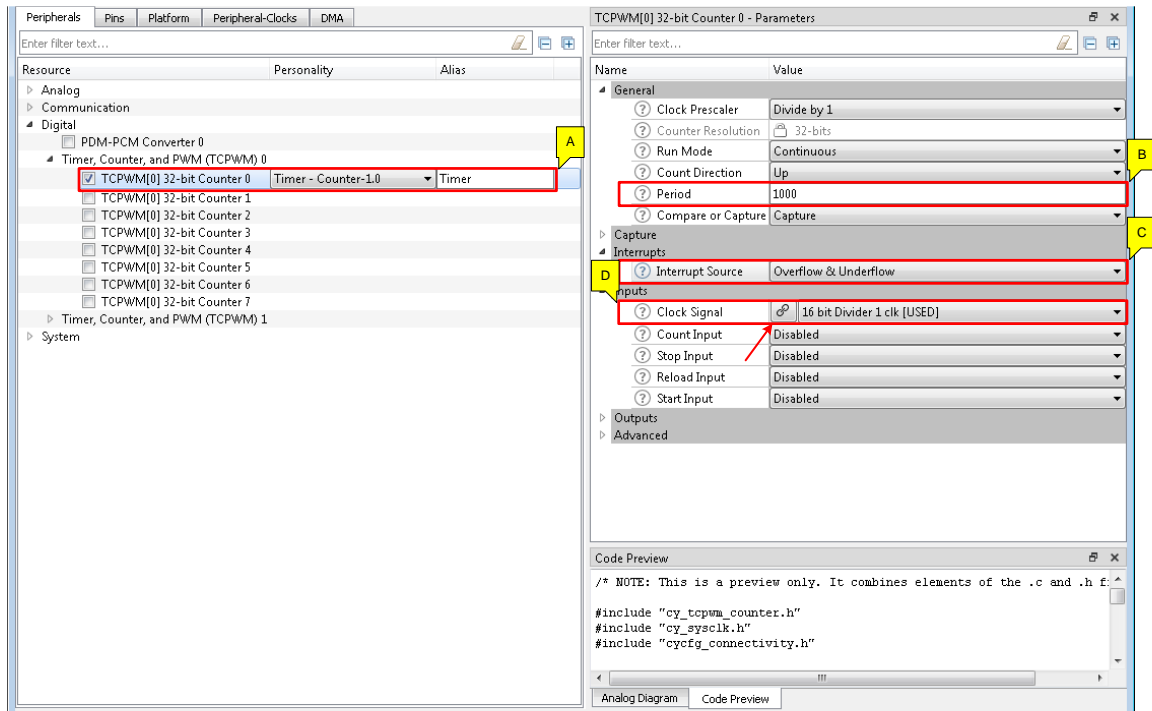 Peripherals Pins Platform Peripheral-Clocks DMA
Enter filter text...
Resource Personality Alias
Analog
Communication
Digital
PDM-PCM Converter 0
Timer, Counter, and PWM (TCPWM) 0
TCPWM[0] 32-bit Counter 0 Timer - Counter-1.0 Timer
A
TCPWM[0] 32-bit Counter 1
TCPWM[0] 32-bit Counter 2
TCPWM[0] 32-bit Counter 3
TCPWM[0] 32-bit Counter 4
TCPWM[0] 32-bit Counter 5
TCPWM[0] 32-bit Counter 6
TCPWM[0] 32-bit Counter 7
Timer, Counter, and PWM (TCPWM) 1
System
TCPWM[0] 32-bit Counter 0 - Parameters
Enter filter text...
Name Value
General
? Clock Prescaler Divide by 1
? Counter Resolution 32-bits
? Run Mode Continuous
? Count Direction Up
B
? Period 1000
? Compare or Capture Capture
Capture
C
Interrupts
? Interrupt Source Overflow & Underflow
D
nputs
? Clock Signal 16 bit Divider 1 clk [USED]
? Count Input Disabled
? Stop Input Disabled
? Reload Input Disabled
? Start Input Disabled
Outputs
Advanced
Code Preview
/* NOTE: This is a preview only. It combines elements of the .c and .h f
#include "cy_tcpwm_counter.h"
#include "cy_sysclk.h"
#include "cycfg_connectivity.h"
Analog Diagram Code Preview